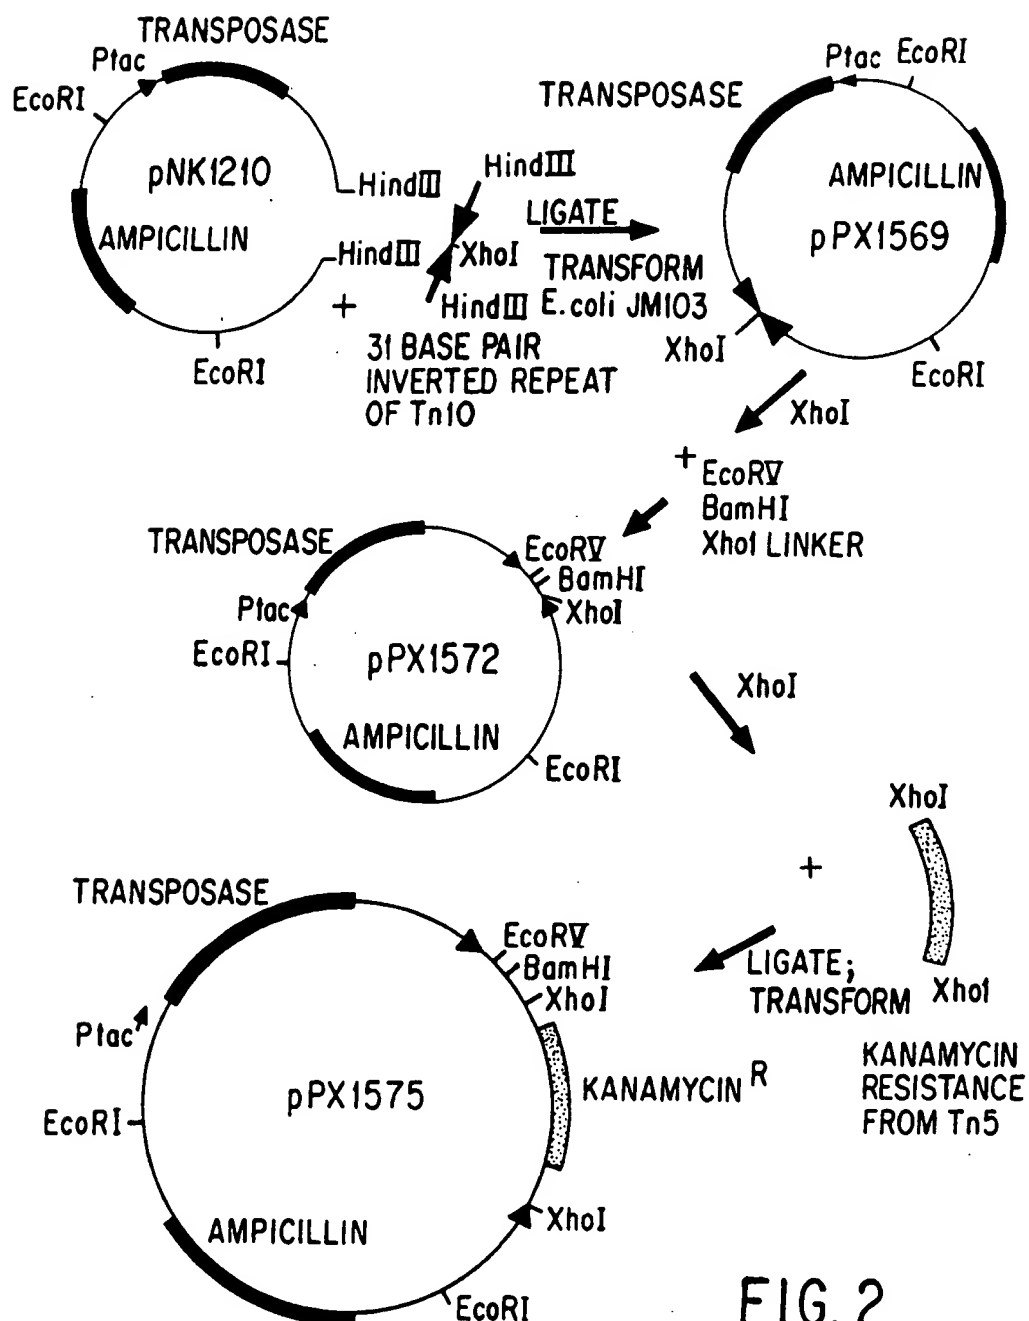 TRANSPOSASE
Ptac
EcoRI
pNK1210
HindIII
AMPICILLIN
HindIII
EcoRI
+
HindIII
XhoI
HindIII
31 BASE PAIR
INVERTED REPEAT
OF Tn10
LIGATE
TRANSFORM
E.coli JM103
Ptac EcoRI
TRANSPOSASE
AMPICILLIN
pPX1569
XhoI
EcoRI
XhoI
+
EcoRV
BamHI
Xho1 LINKER
TRANSPOSASE
EcoRV
BamHI
XhoI
Ptac
EcoRI
pPX1572
AMPICILLIN
EcoRI
XhoI
XhoI
+
Xho1
KANAMYCIN
RESISTANCE
FROM Tn5
LIGATE;
TRANSFORM
TRANSPOSASE
EcoRV
BamHI
XhoI
Ptac
EcoRI
pPX1575
KANAMYCIN R
XhoI
AMPICILLIN
EcoRI
FIG. 2